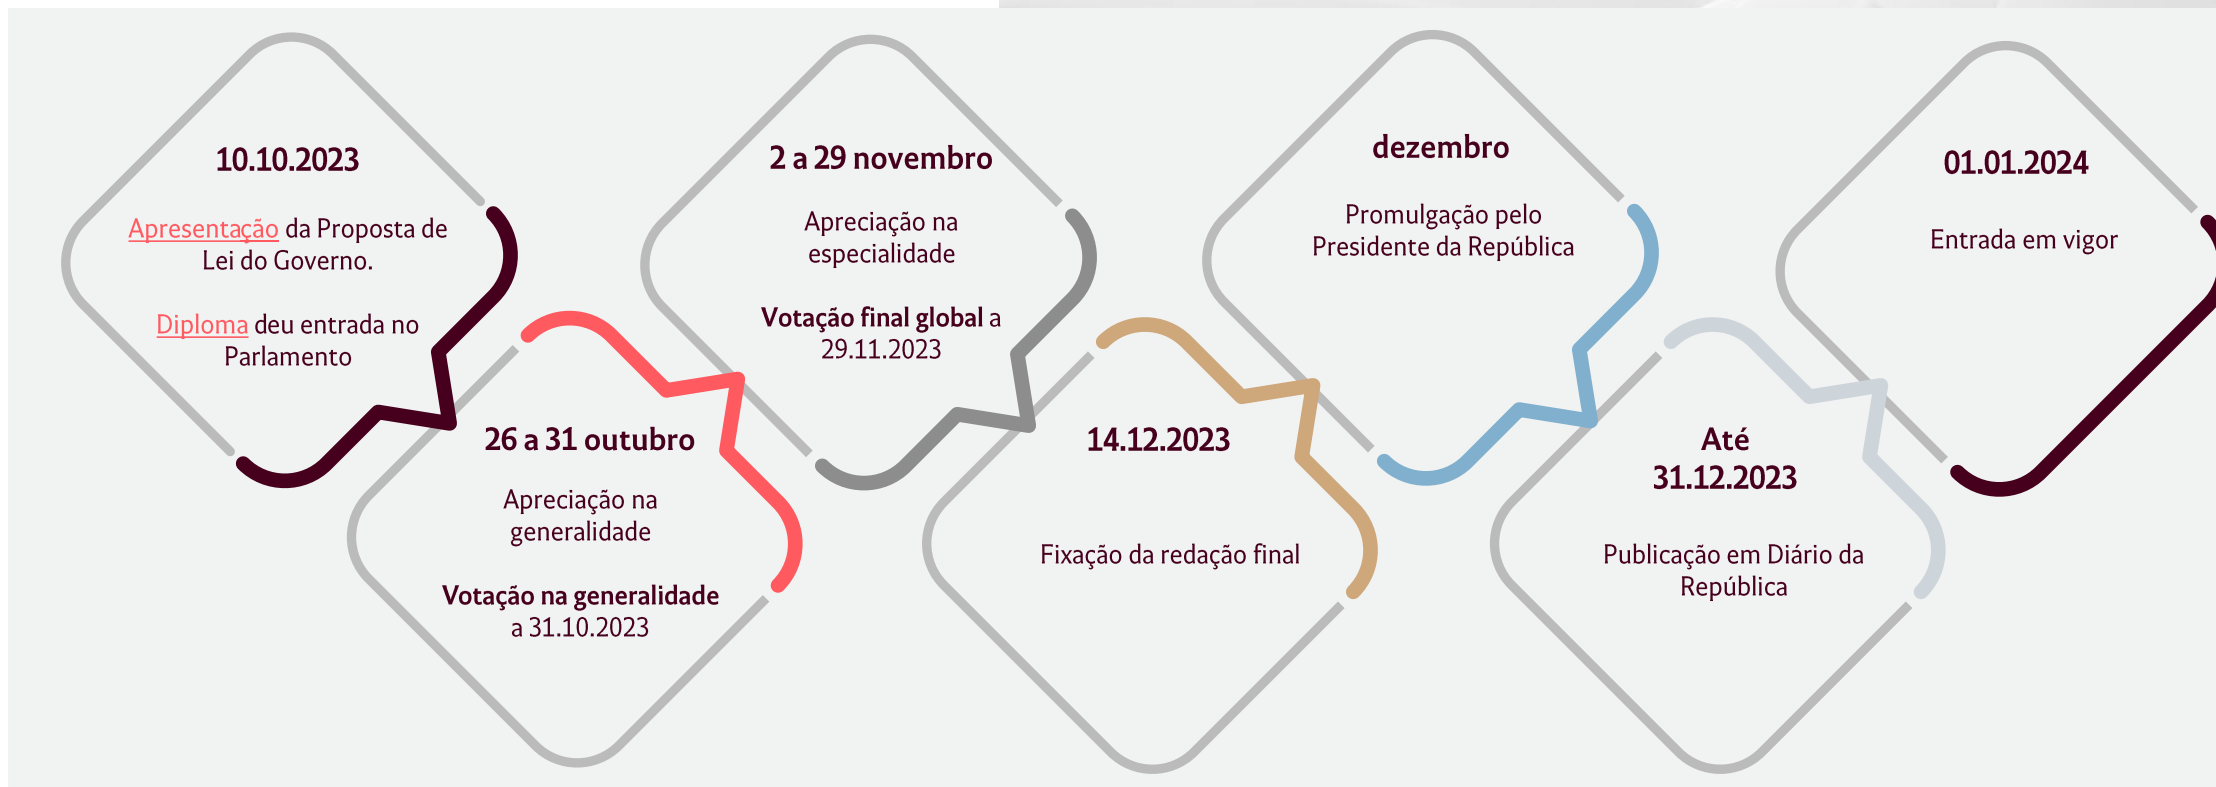 10.10.2023
Apresentação da Proposta de
Lei do Governo.
Diploma deu entrada no
Parlamento
26 a 31 outubro
Apreciação na
generalidade
Votação na generalidade
a 31.10.2023
2 a 29 novembro
Apreciação na
especialidade
Votação final global a
29.11.2023
14.12.2023
Fixação da redação final
dezembro
Promulgação pelo
Presidente da República
Até
31.12.2023
Publicação em Diário da
República
01.01.2024
Entrada em vigor